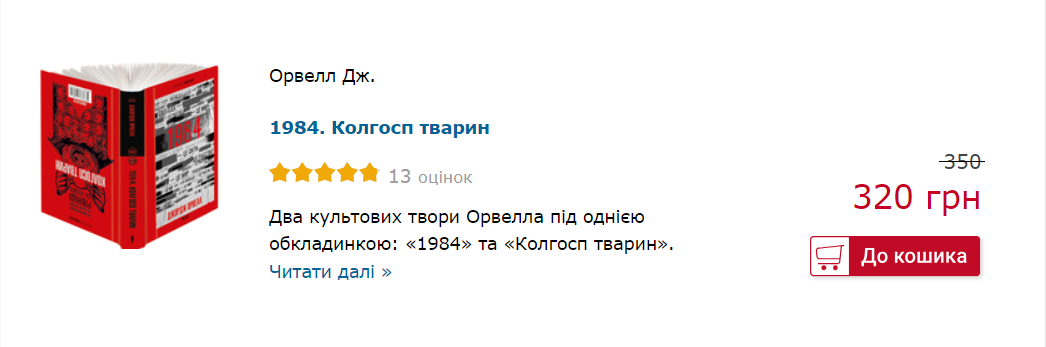 Орвелл Дж.
1984. Колгосп тварин
13 оцінок
Два культових твори Орвелла під однією
обкладинкою: «1984» та «Колгосп тварин».
Читати далі »
350
320 грн
До кошика
1984
КОЛГОСП ТВАРИН
ДЖОРДЖ ОРВЕЛЛ